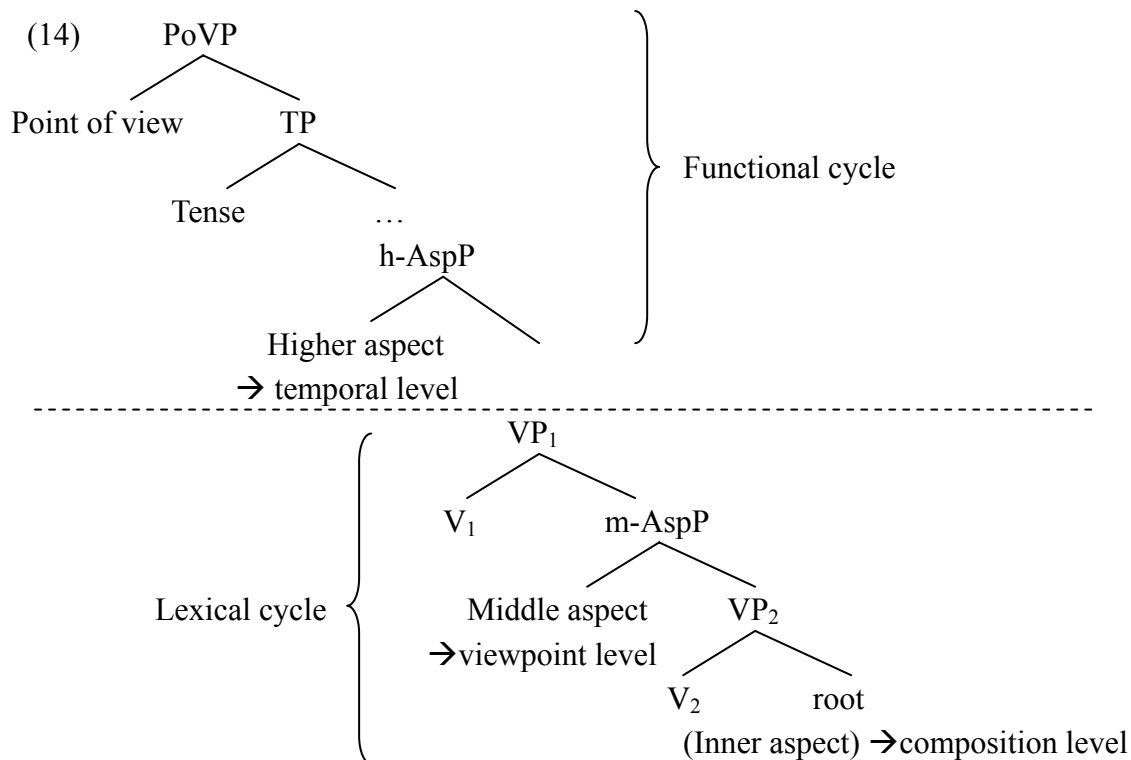 (14) PoVP
Point of view TP
Functional cycle
Tense …
h-AspP
Higher aspect
→ temporal level
VP1
V1 m-AspP
Lexical cycle Middle aspect VP2
→viewpoint level
V2 root
(Inner aspect) →composition level